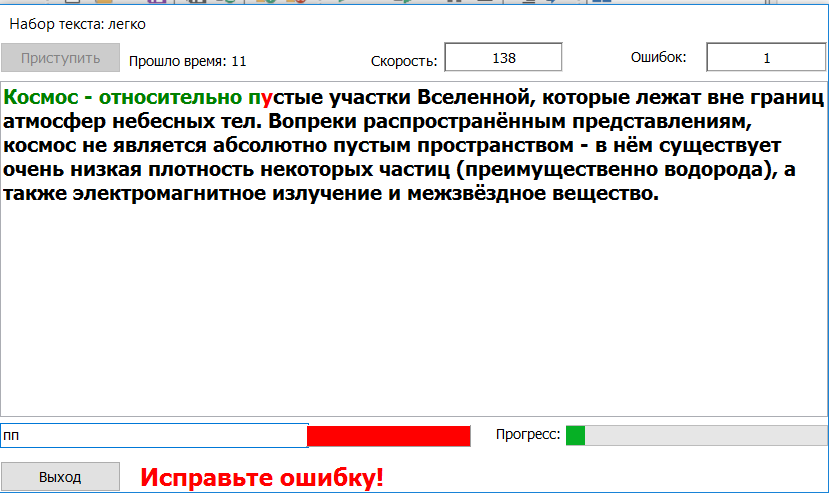 Набор текста: легко
Приступить Прошло время: 11 Скорость: 138 Ошибок: 1
Космос - относительно пустые участки Вселенной, которые лежат вне границ
атмосфер небесных тел. Вопреки распространённым представлениям,
космос не является абсолютно пустым пространством - в нём существует
очень низкая плотность некоторых частиц (преимущественно водорода), а
также электромагнитное излучение и межзвёздное вещество.
пп Прогресс:
Выход Исправьте ошибку!